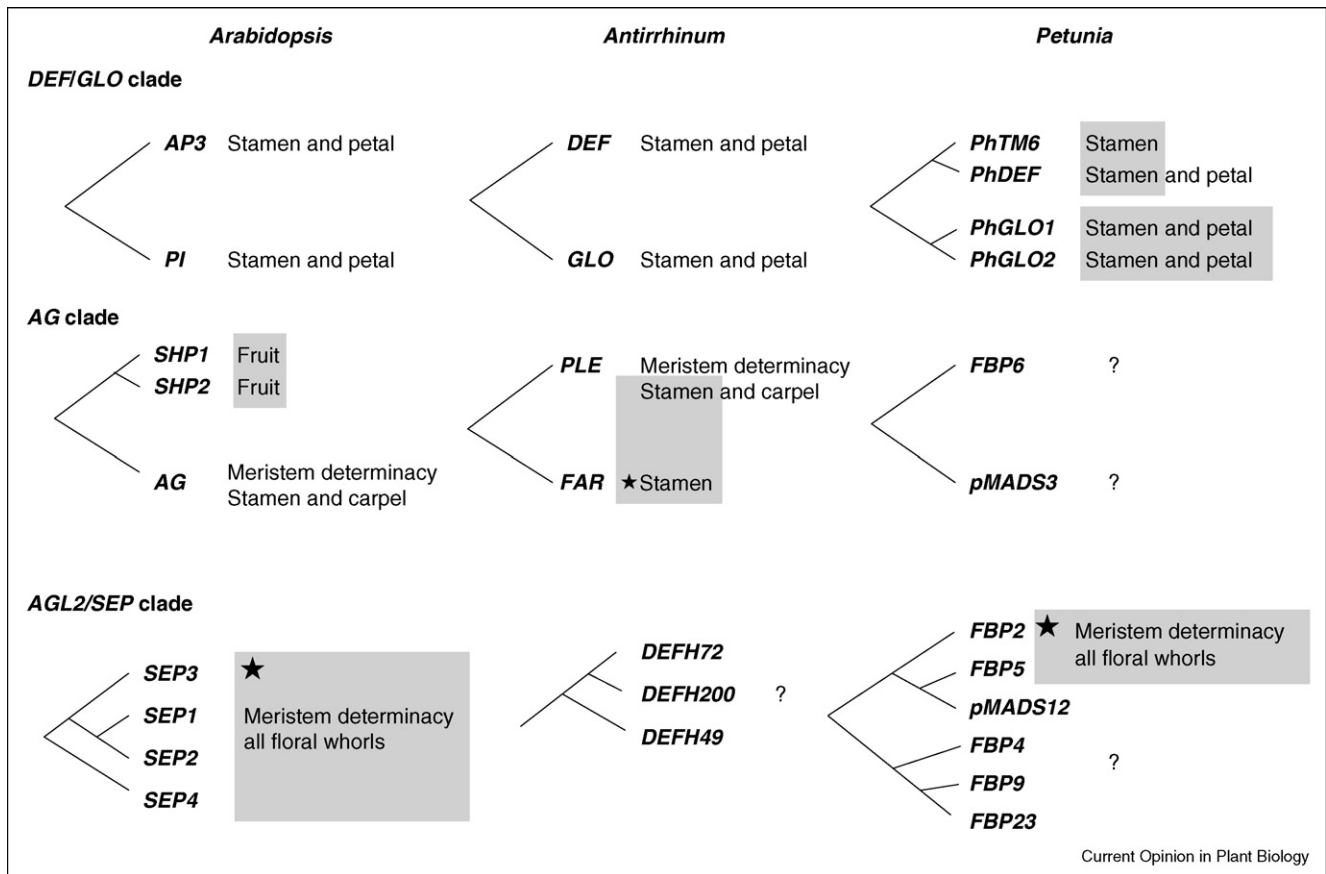 Arabidopsis Antirrhinum Petunia
DEF/GLO clade
AP3 Stamen and petal DEF Stamen and petal PhTM6 Stamen
PhDEF Stamen and petal
PhGLO1 Stamen and petal
PI Stamen and petal GLO Stamen and petal PhGLO2 Stamen and petal
AG clade
SHP1 Fruit PLE Meristem determinacy FBP6 ?
SHP2 Fruit Stamen and carpel
AG Meristem determinacy FAR ★ Stamen pMADS3 ?
Stamen and carpel
AGL2/SEP clade
FBP2 ★ Meristem determinacy
all floral whorls
SEP3 ★ DEFH72 FBP5
SEP1 Meristem determinacy DEFH200 ? pMADS12
all floral whorls
SEP2 DEFH49 FBP4
?
SEP4 FBP9
FBP23
Current Opinion in Plant Biology